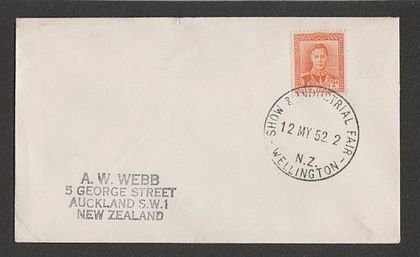 SHOW & INDUSTRIAL FAIR
12 MY 52. 2
N.Z.
- WELLINGTON -
A. W. WEBB
5 GEORGE STREET
AUCKLAND S.W.1
NEW ZEALAND